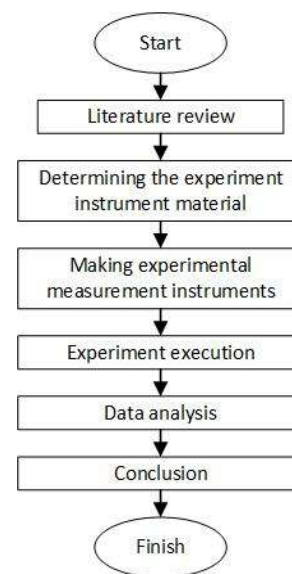 Start
Literature review
Determining the experiment
instrument material
Making experimental
measurement instruments
Experiment execution
Data analysis
Conclusion
Finish